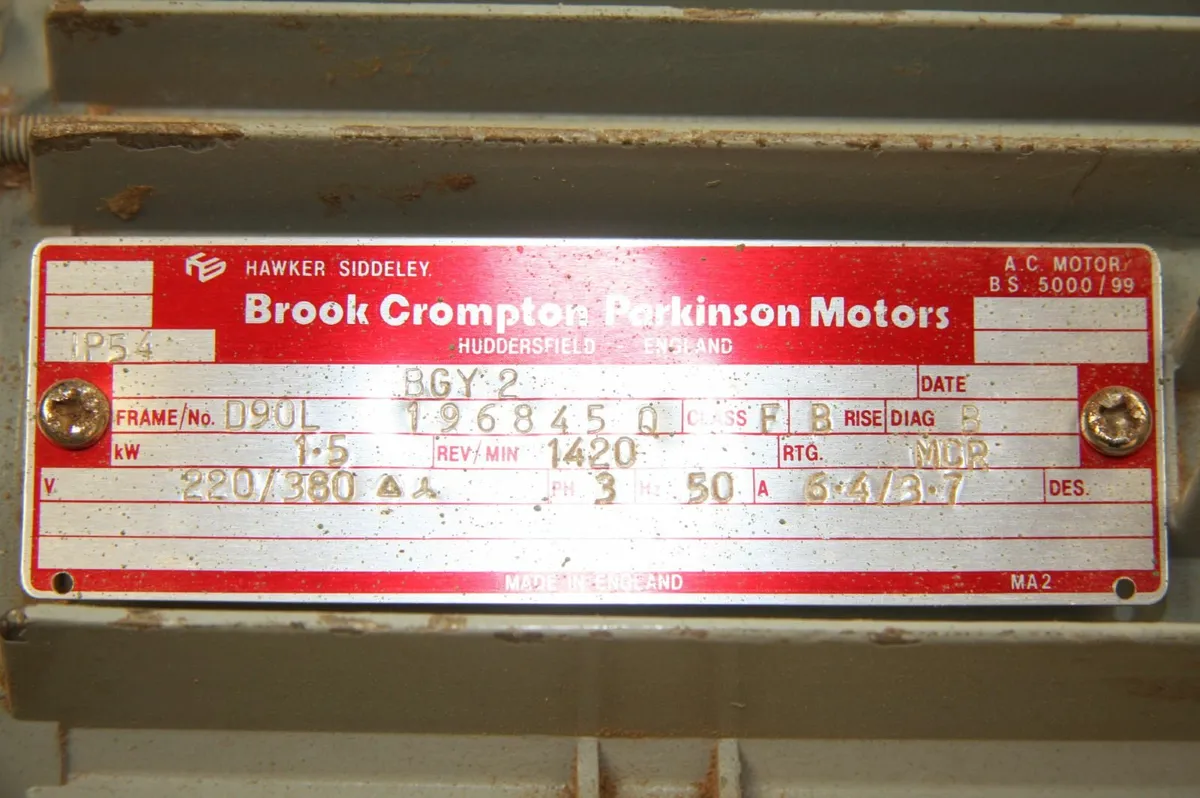 HAWKER SIDDELEY
A.C. MOTOR
B.S. 5000/99
Brook Crompton Parkinson Motors
HUDDERSFIELD ENGLAND
IP54
BGY 2 DATE
FRAME/No. D90L 196845 Q CLASS F B RISE DIAG B
kW 1·5 REV/MIN 1420 RTG. MCR
V. 220/380 PH 3 Hz 50 A 6·4/3·7 DES.
MADE IN ENGLAND MA2